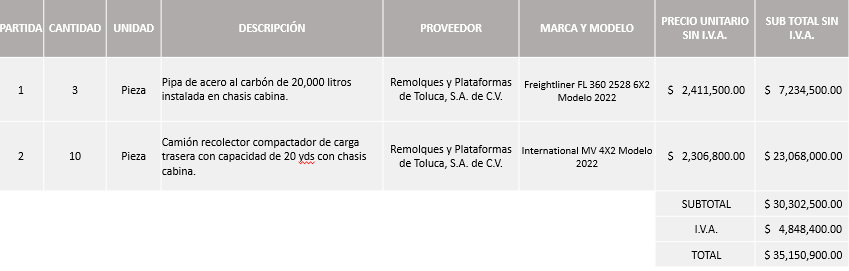 PARTIDA CANTIDAD UNIDAD DESCRIPCIÓN PROVEEDOR MARCA Y MODELO PRECIO UNITARIO SIN I.V.A. SUB TOTAL SIN I.V.A.
1 3 Pieza Pipa de acero al carbón de 20,000 litros instalada en chasis cabina. Remolques y Plataformas de Toluca, S.A. de C.V. Freightliner FL 360 2528 6X2 Modelo 2022 $ 2,411,500.00 $ 7,234,500.00
2 10 Pieza Camión recolector compactador de carga trasera con capacidad de 20 yds con chasis cabina. Remolques y Plataformas de Toluca, S.A. de C.V. International MV 4X2 Modelo 2022 $ 2,306,800.00 $ 23,068,000.00
SUBTOTAL $ 30,302,500.00
I.V.A. $ 4,848,400.00
TOTAL $ 35,150,900.00